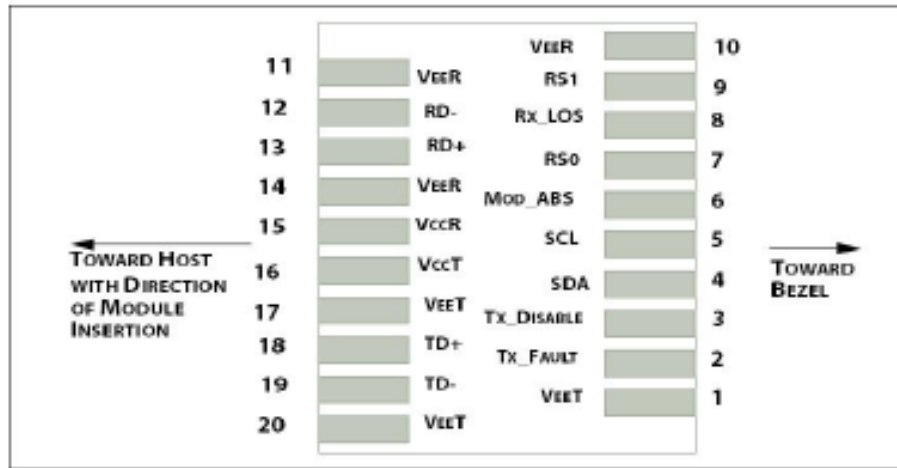 VEER 10
11 VEER
RS1 9
12 RD-
Rx_LOS 8
13 RD+
RS0 7
14 VEER
MOD_ABS 6
15 VCCR
SCL 5
TOWARD HOST
WITH DIRECTION
OF MODULE
INSERTION
16 VCCT
TOWARD
BEZEL
SDA 4
17 VEET
TX_DISABLE 3
18 TD+
TX_FAULT 2
19 TD-
VEET 1
20 VEET